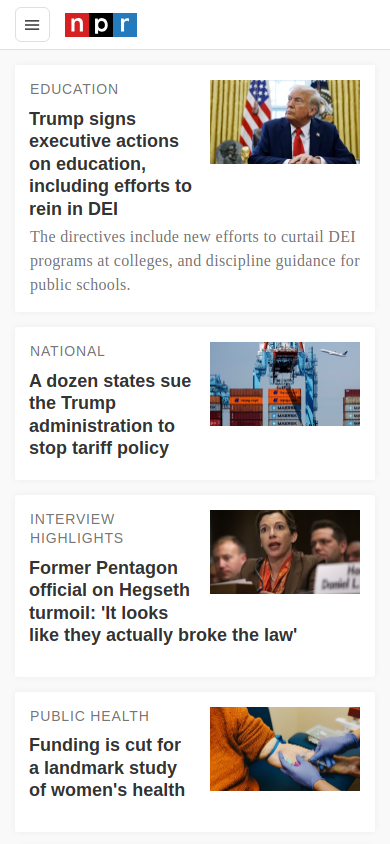 npr
EDUCATION
Trump signs
executive actions
on education,
including efforts to
rein in DEI
The directives include new efforts to curtail DEI
programs at colleges, and discipline guidance for
public schools.
NATIONAL
A dozen states sue
the Trump
administration to
stop tariff policy
INTERVIEW
HIGHLIGHTS
Former Pentagon
official on Hegseth
turmoil: 'It looks
like they actually broke the law'
Daniel
PUBLIC HEALTH
Funding is cut for
a landmark study
of women's health